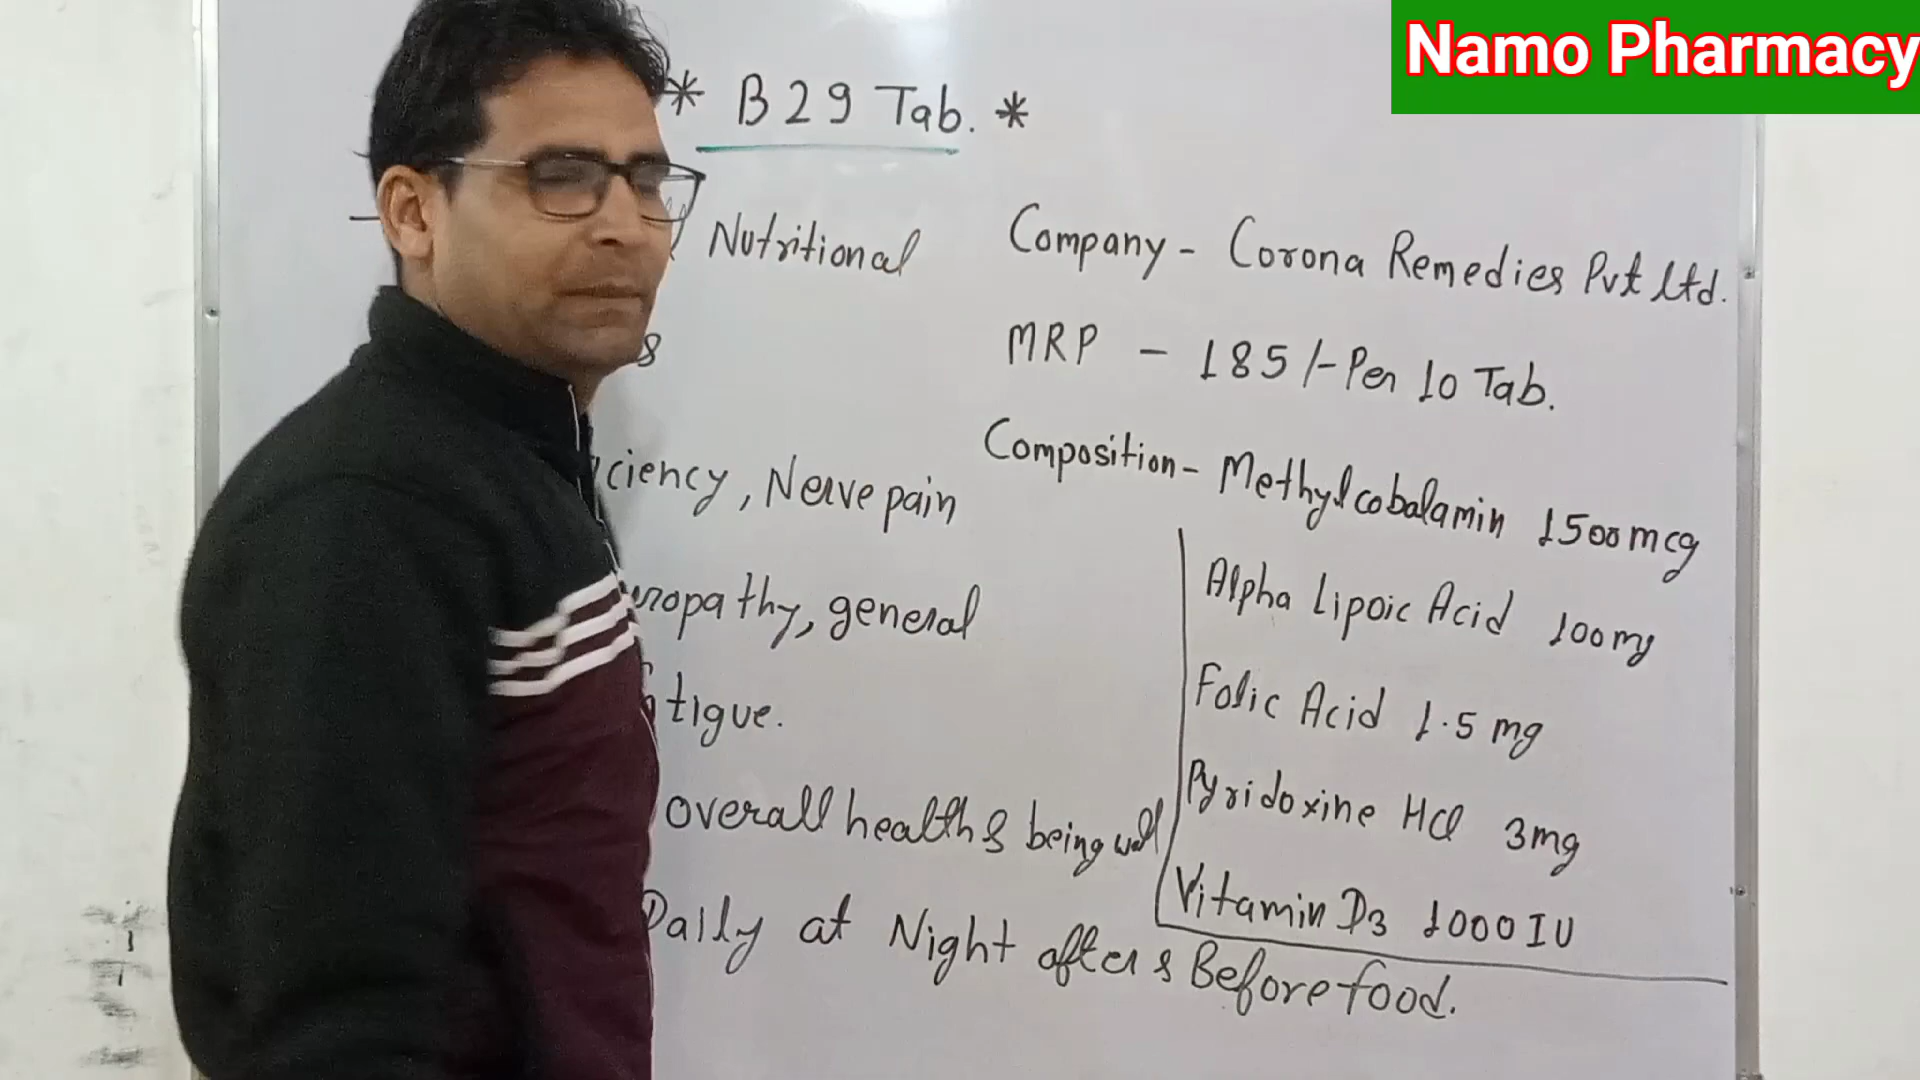 Namo Pharmacy
* B29 Tab. *
Nutritional
ciency, Nerve pain
ropathy, general
tigue.
overall health & being well
Daily at Night after & Before food.
Company - Corona Remedies Pvt Ltd.
MRP - 185/- Per 10 Tab.
Composition - Methylcobalamin 1500mcg
Alpha Lipoic Acid 100mg
Folic Acid 1.5 mg
Pyridoxine HCl 3mg
Vitamin D3 1000 IU